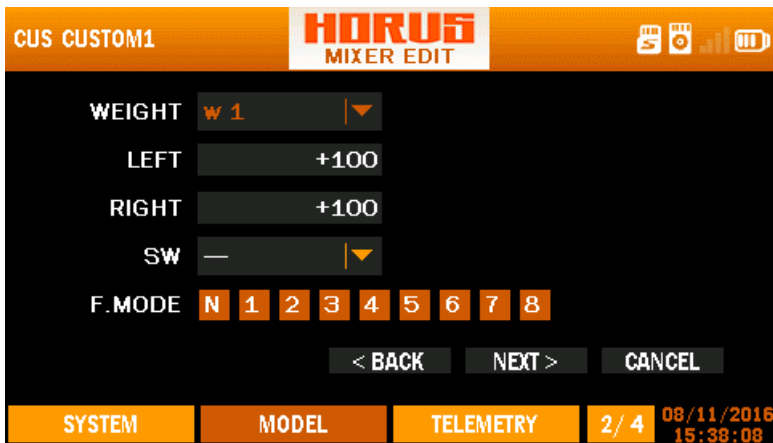 CUS CUSTOM1
HORUS
MIXER EDIT
WEIGHT w 1
LEFT +100
RIGHT +100
SW —
F.MODE N 1 2 3 4 5 6 7 8
< BACK NEXT > CANCEL
SYSTEM MODEL TELEMETRY 2/4 08/11/2016
15:38:08